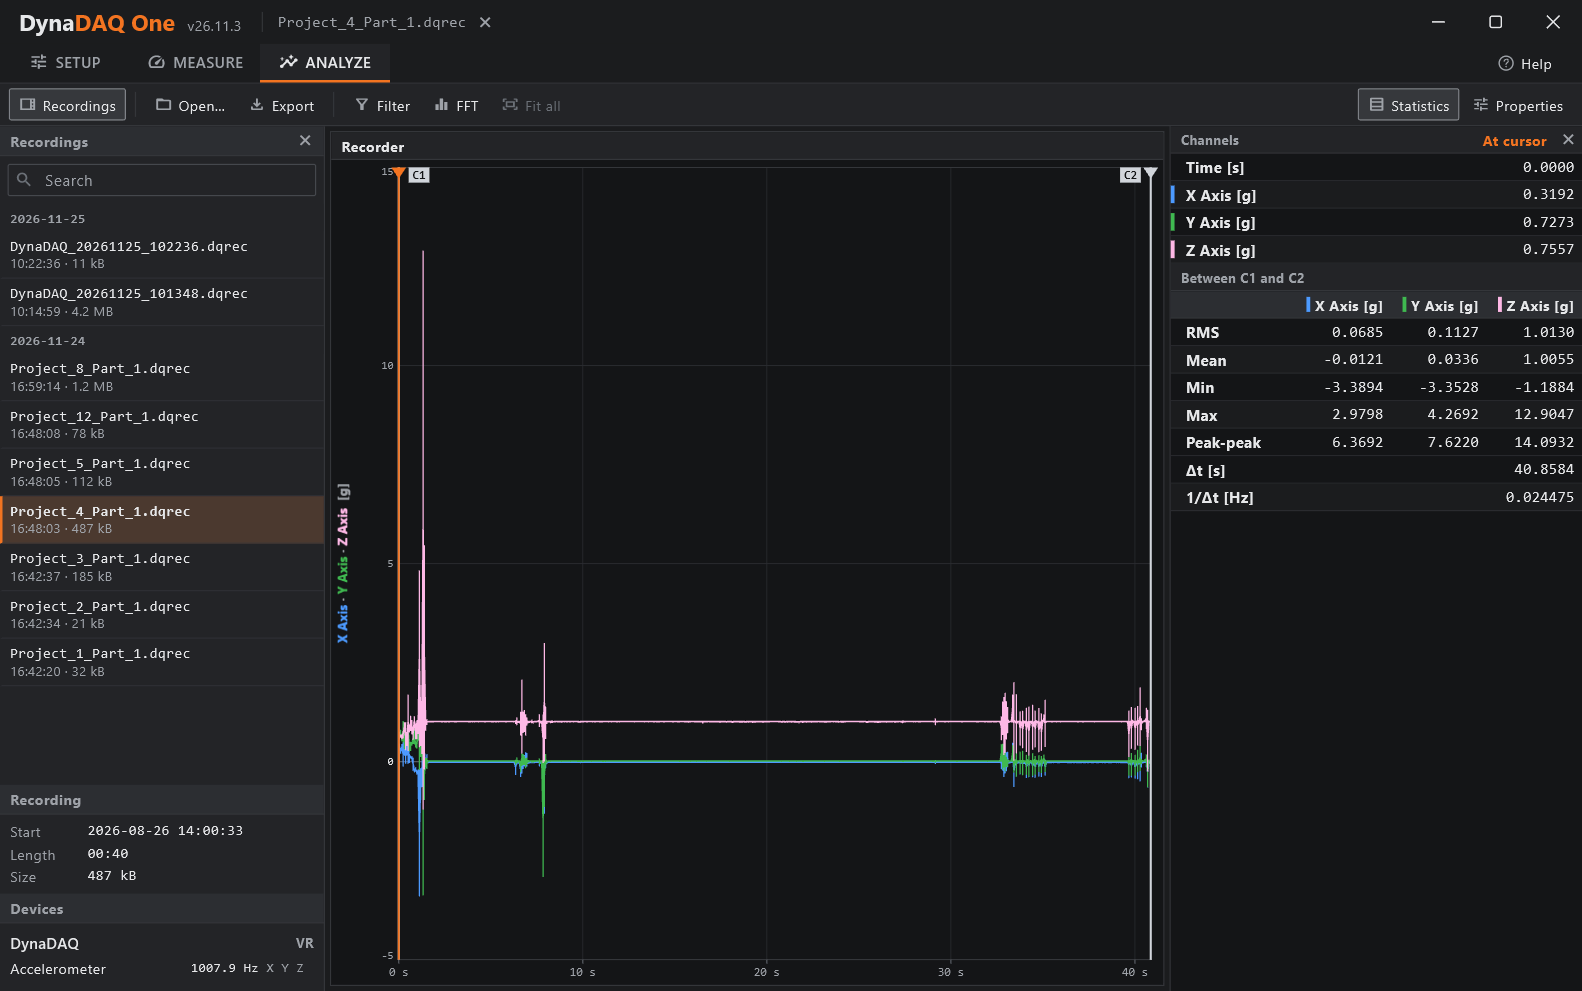 DynaDAQ One v26.11.3 Project_4_Part_1.dqrec
SETUP MEASURE ANALYZE Help
Recordings Open... Export Filter FFT Fit all Statistics Properties
Recordings
Search
2026-11-25
DynaDAQ_20261125_102236.dqrec
10:22:36 · 11 kB
DynaDAQ_20261125_101348.dqrec
10:14:59 · 4.2 MB
2026-11-24
Project_8_Part_1.dqrec
16:59:14 · 1.2 MB
Project_12_Part_1.dqrec
16:48:08 · 78 kB
Project_5_Part_1.dqrec
16:48:05 · 112 kB
Project_4_Part_1.dqrec
16:48:03 · 487 kB
Project_3_Part_1.dqrec
16:42:37 · 185 kB
Project_2_Part_1.dqrec
16:42:34 · 21 kB
Project_1_Part_1.dqrec
16:42:20 · 32 kB
Recording
Start 2026-08-26 14:00:33
Length 00:40
Size 487 kB
Devices
DynaDAQ VR
Accelerometer 1007.9 Hz X Y Z
Recorder
C1 C2
15
10
5
0
-5
X Axis · Y Axis · Z Axis [g]
0 s 10 s 20 s 30 s 40 s
Channels At cursor
Time [s] 0.0000
X Axis [g] 0.3192
Y Axis [g] 0.7273
Z Axis [g] 0.7557
Between C1 and C2
X Axis [g] Y Axis [g] Z Axis [g]
RMS 0.0685 0.1127 1.0130
Mean -0.0121 0.0336 1.0055
Min -3.3894 -3.3528 -1.1884
Max 2.9798 4.2692 12.9047
Peak-peak 6.3692 7.6220 14.0932
Δt [s] 40.8584
1/Δt [Hz] 0.024475